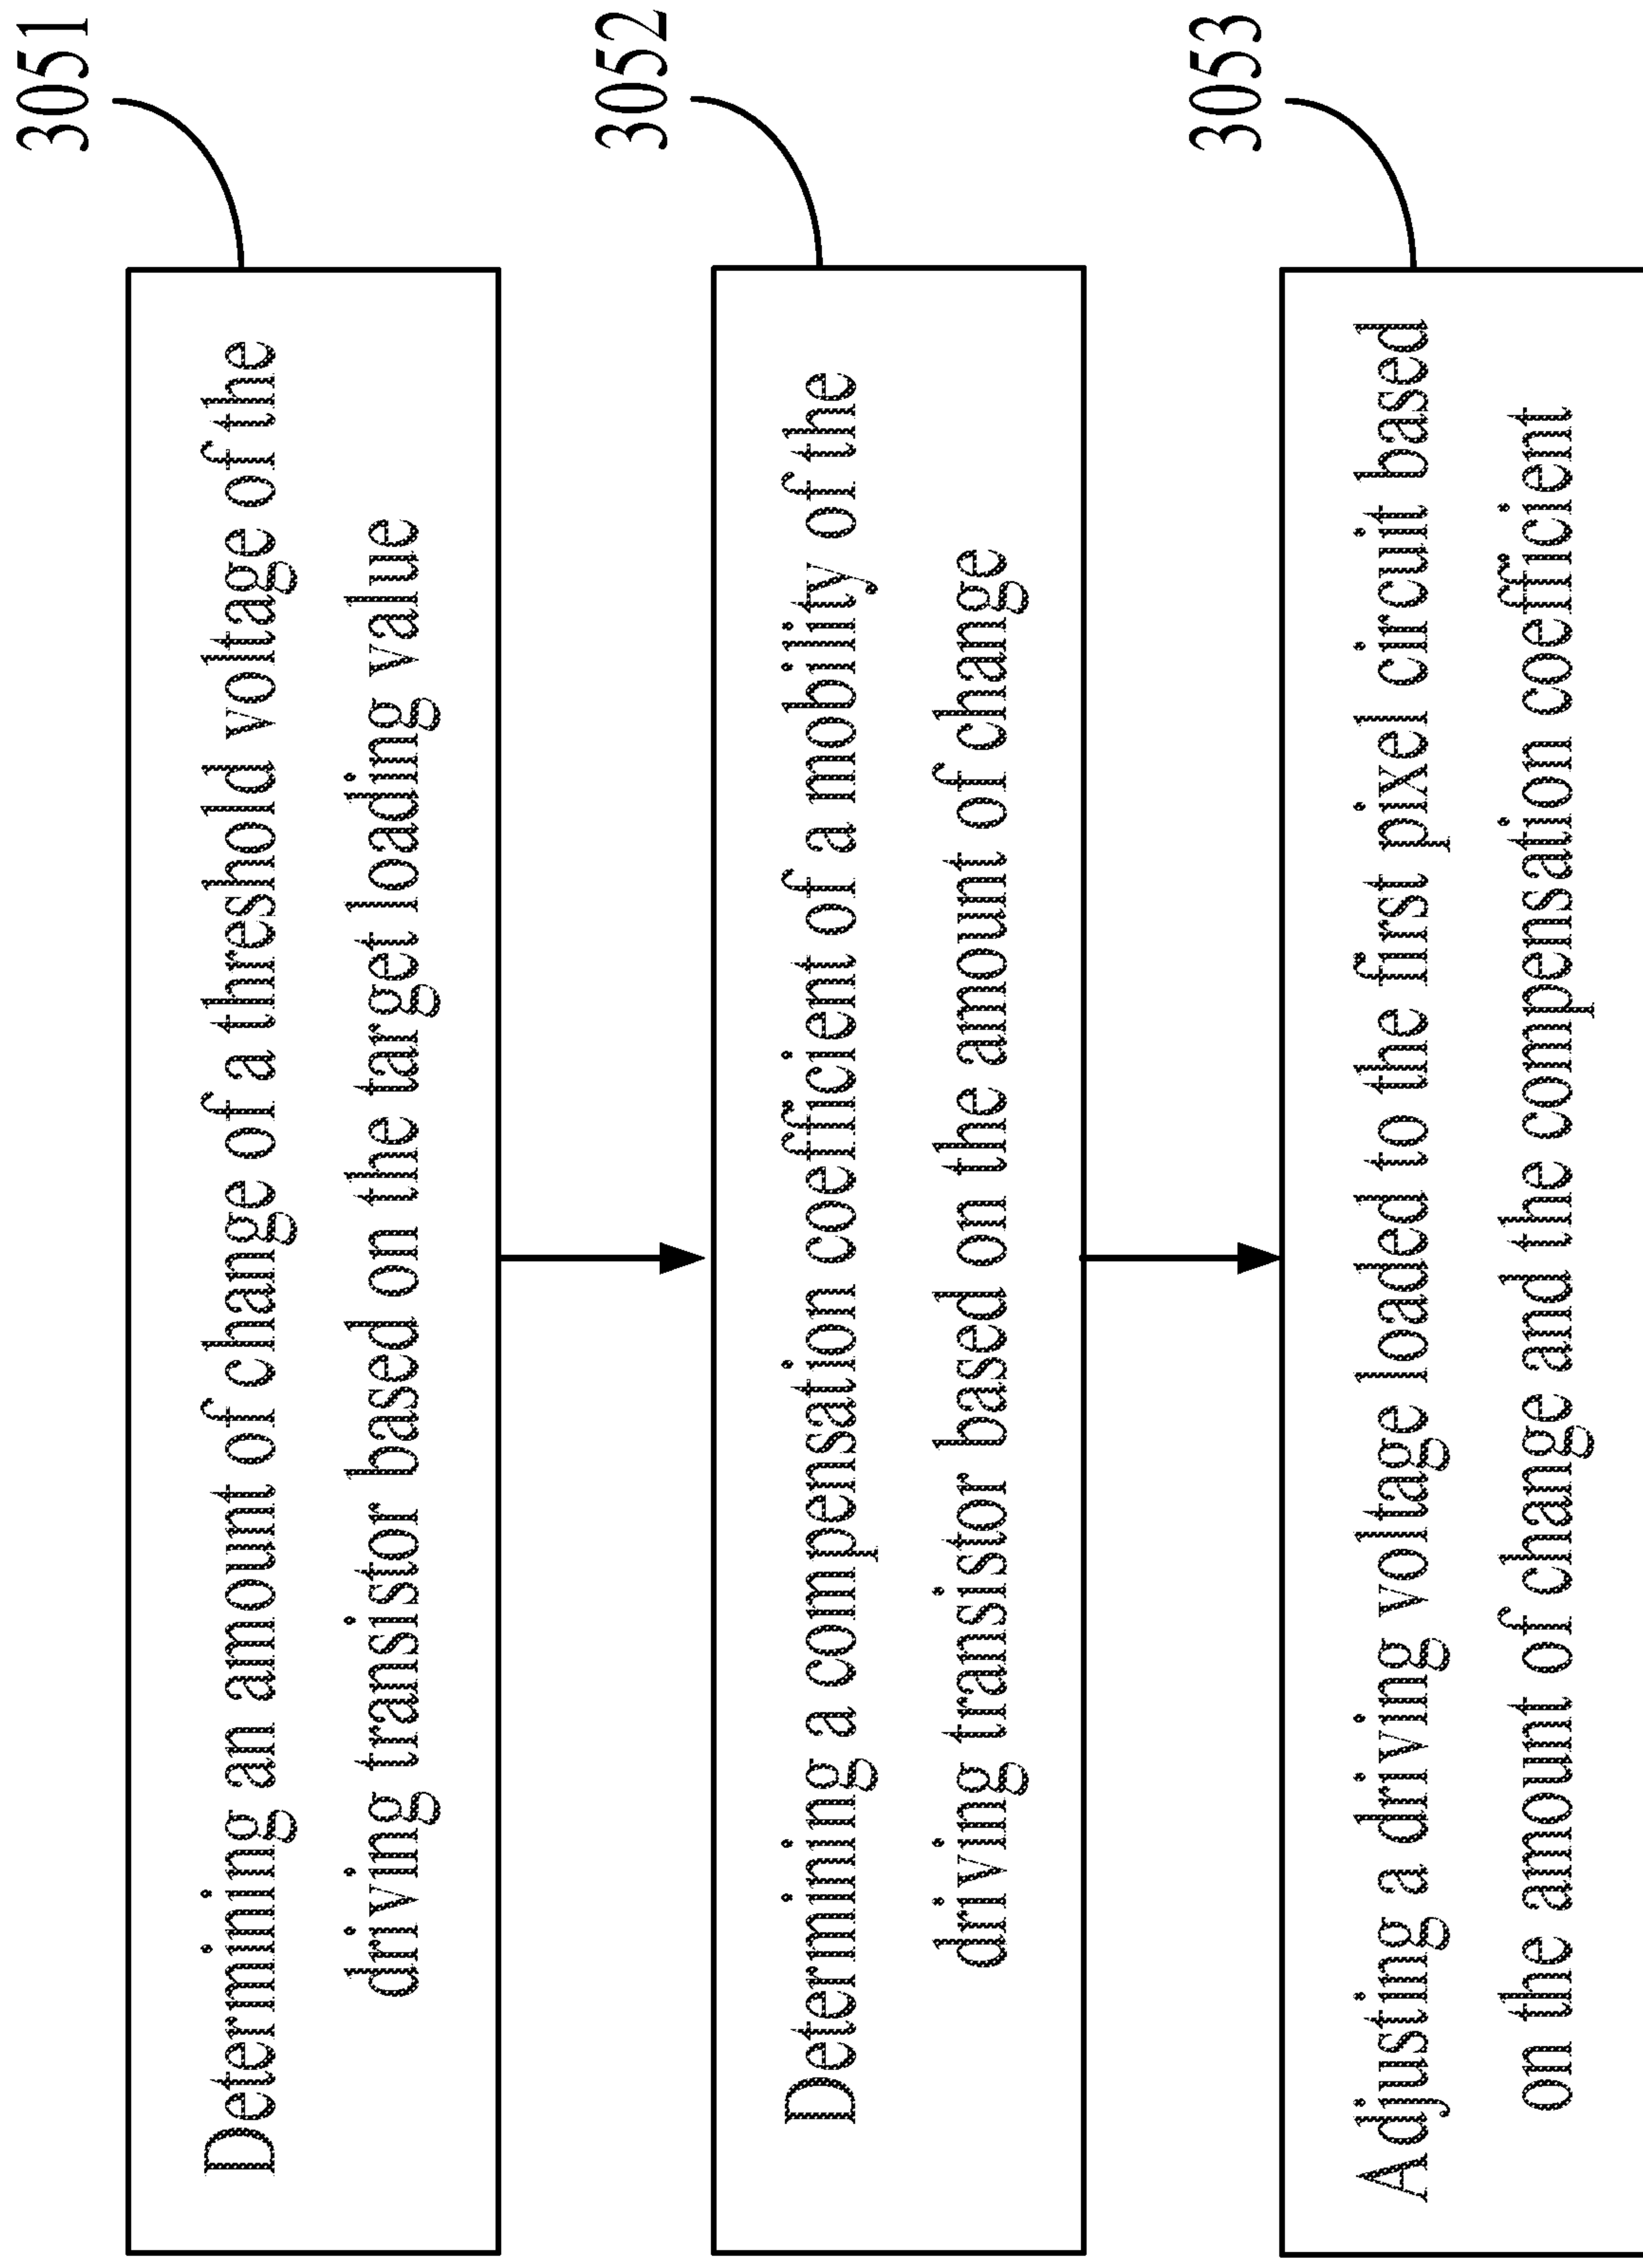 3051
Determining an amount of change of a threshold voltage of the
driving transistor based on the target loading value
3052
Determining a compensation coefficient of a mobility of the
driving transistor based on the amount of change
3053
Adjusting a driving voltage loaded to the first pixel circuit based
on the amount of change and the compensation coefficient